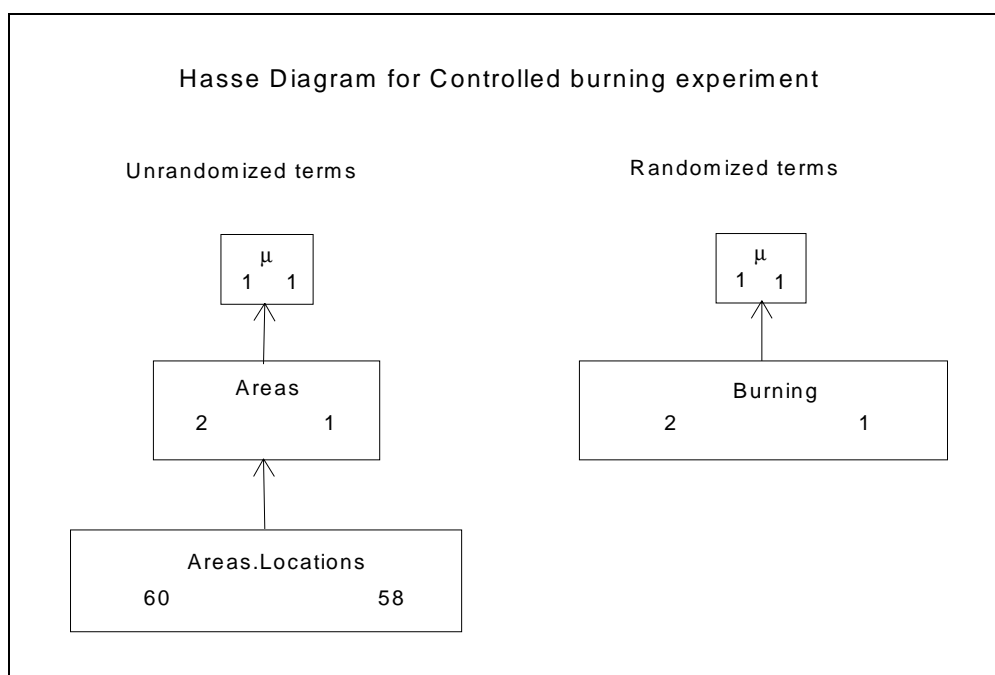 Hasse Diagram for Controlled burning experiment
Unrandomized terms
Randomized terms
μ
1 1
μ
1 1
Areas
2 1
Burning
2 1
Areas.Locations
60 58